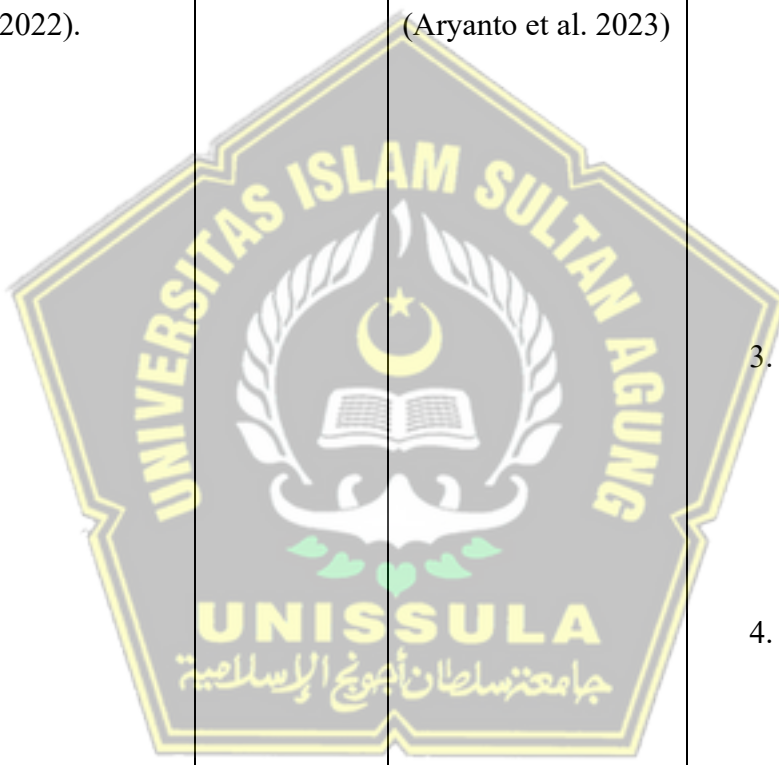 2022).
(Aryanto et al. 2023)
UNIVERSITAS ISLAM SULTAN AGUNG
3.
4.
UNISSULA
جامعة سلطان أجونج الإسلامية